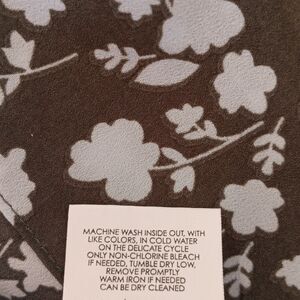 MACHINE WASH INSIDE OUT, WITH
LIKE COLORS, IN COLD WATER
ON THE DELICATE CYCLE
ONLY NON-CHLORINE BLEACH
IF NEEDED, TUMBLE DRY LOW,
REMOVE PROMPTLY
WARM IRON IF NEEDED
CAN BE DRY CLEANED